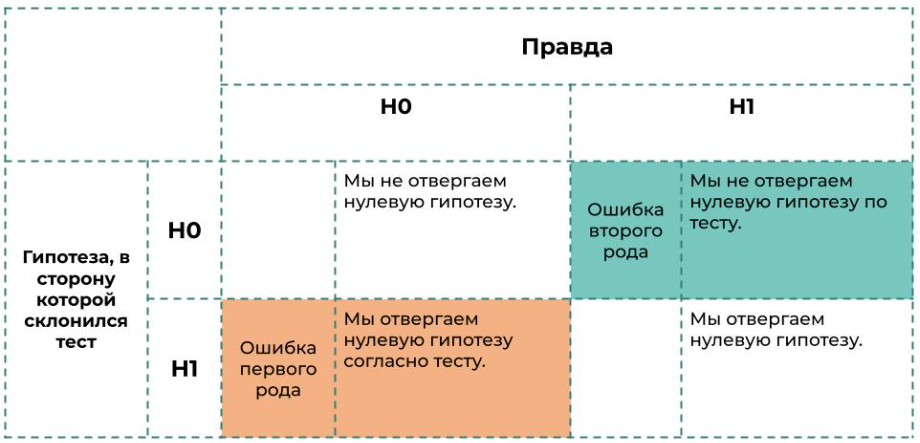 Правда
H0
H1
Гипотеза, в
сторону
которой
склонился
тест
H0
Мы не отвергаем
нулевую гипотезу.
Ошибка
второго
рода
Мы не отвергаем
нулевую гипотезу по
тесту.
H1
Ошибка
первого
рода
Мы отвергаем
нулевую гипотезу
согласно тесту.
Мы отвергаем
нулевую гипотезу.